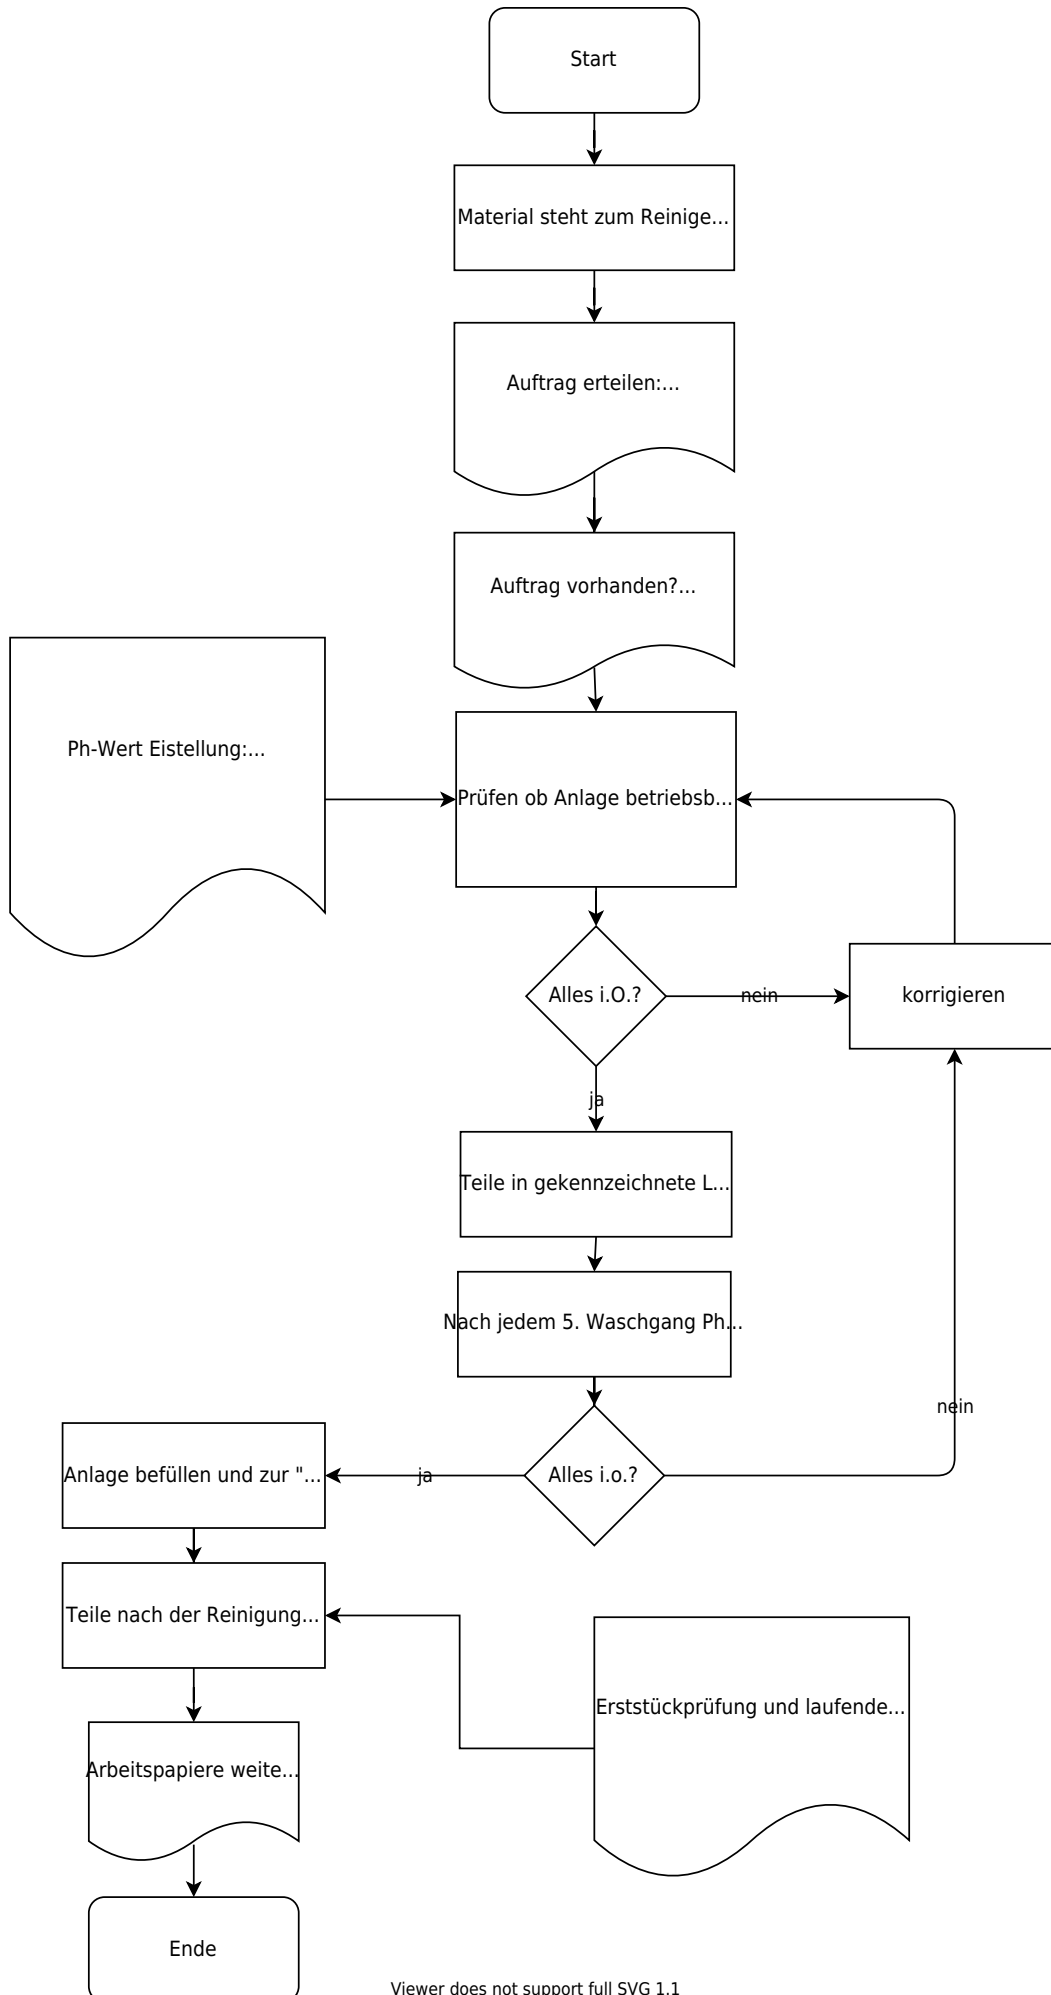 Start
Material steht zum Reinige...
Auftrag erteilen:...
Auftrag vorhanden?...
Ph-Wert Eistellung:...
Prüfen ob Anlage betriebsb...
Alles i.O.?
nein
korrigieren
ja
Teile in gekennzeichnete L...
Nach jedem 5. Waschgang Ph...
nein
Alles i.o.?
ja
Anlage befüllen und zur "...
Teile nach der Reinigung...
Erststückprüfung und laufende...
Arbeitspapiere weite...
Ende
Viewer does not support full SVG 1.1